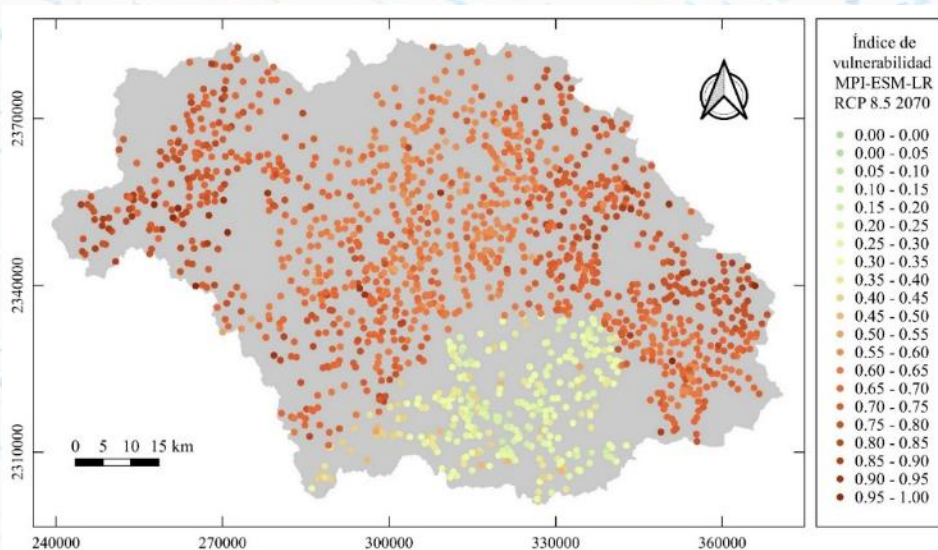 Índice de
vulnerabilidad
MPI-ESM-LR
RCP 8.5 2070
0.00 - 0.00
0.00 - 0.05
0.05 - 0.10
0.10 - 0.15
0.15 - 0.20
0.20 - 0.25
0.25 - 0.30
0.30 - 0.35
0.35 - 0.40
0.40 - 0.45
0.45 - 0.50
0.50 - 0.55
0.55 - 0.60
0.60 - 0.65
0.65 - 0.70
0.70 - 0.75
0.75 - 0.80
0.80 - 0.85
0.85 - 0.90
0.90 - 0.95
0.95 - 1.00
2370000
2340000
2310000
0 5 10 15 km
240000 270000 300000 330000 360000